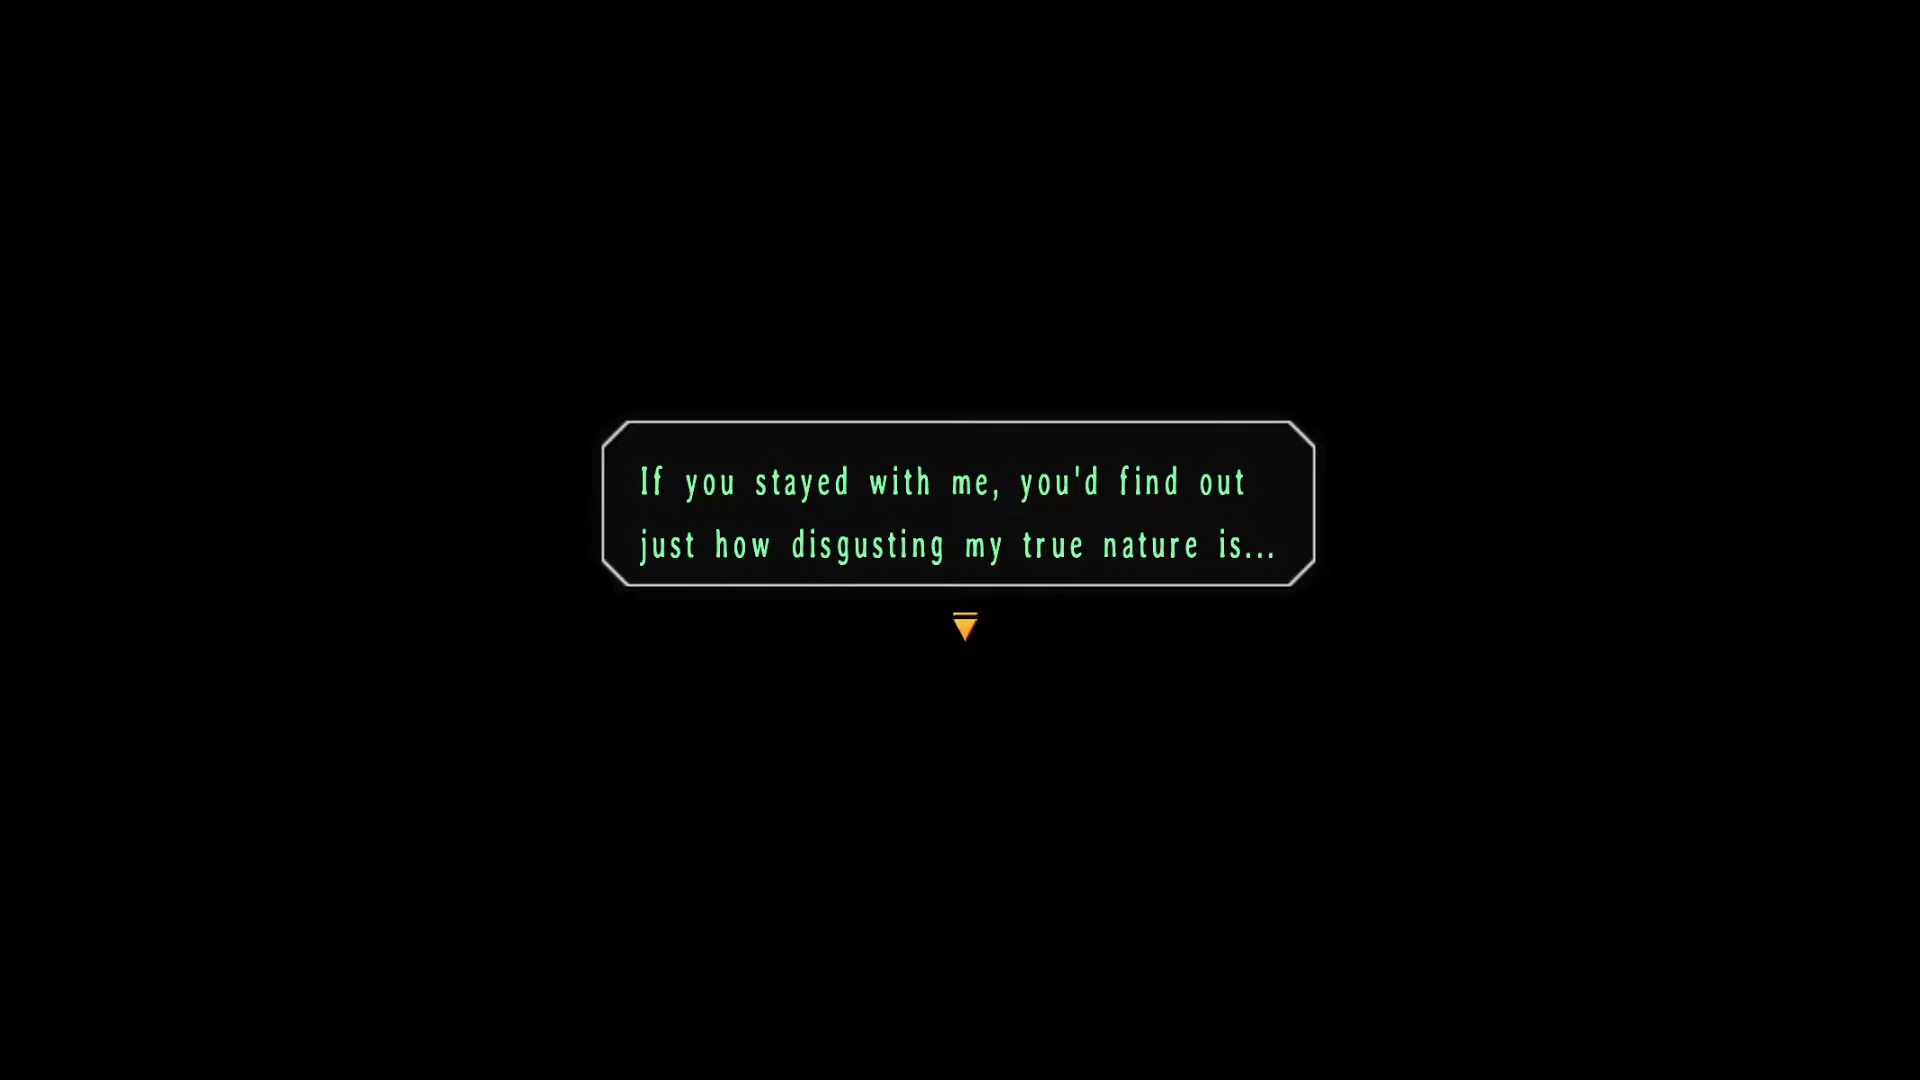 If you stayed with me, you'd find out
just how disgusting my true nature is...